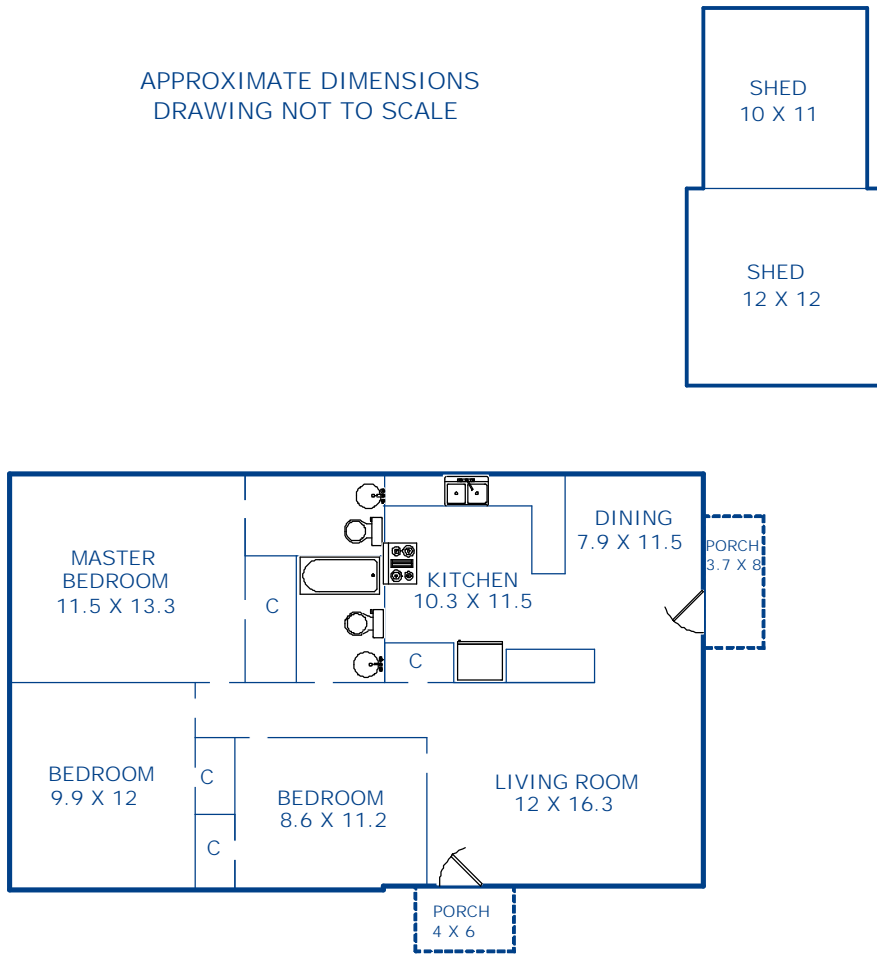 APPROXIMATE DIMENSIONS
DRAWING NOT TO SCALE
SHED
10 X 11
SHED
12 X 12
MASTER
BEDROOM
11.5 X 13.3
C
KITCHEN
10.3 X 11.5
C
DINING
7.9 X 11.5
PORCH
3.7 X 8
BEDROOM
9.9 X 12
C
C
BEDROOM
8.6 X 11.2
LIVING ROOM
12 X 16.3
PORCH
4 X 6